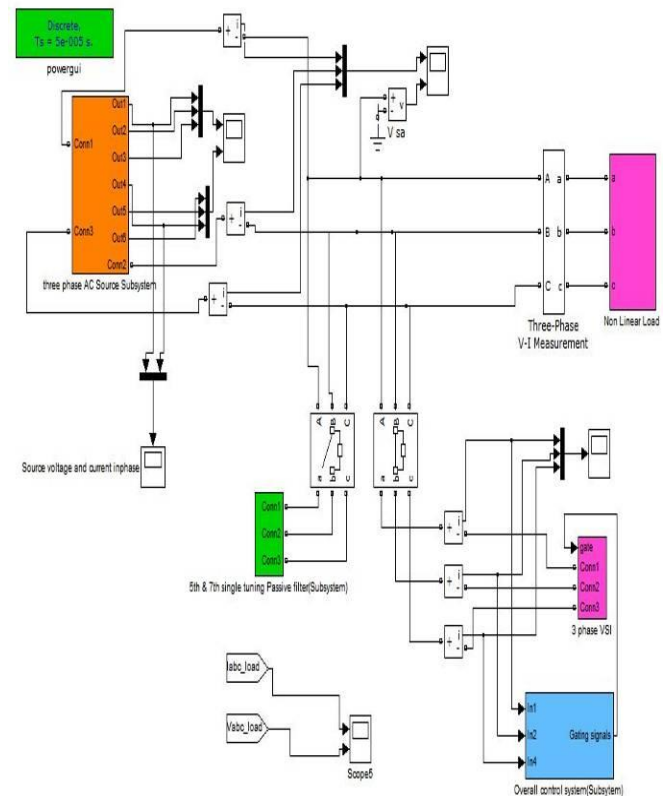 Discrete,
Ts = 5e-005 s.
powergui
Conn1
Conn3
Out1
Out2
Out3
Out4
Out5
Out6
Conn2
three phase AC Source Subsystem
+ i
-
+ i
-
+ i
-
+ v
-
V sa
A a
B b
C c
Three-Phase
V-I Measurement
a
b
c
Non Linear Load
Source voltage and current inphase
A B C
a b c
A B C
a b c
Conn1
Conn2
Conn3
5th & 7th single tuning Passive filter(Subsystem)
+ i
-
+ i
-
+ i
-
gate
Conn1
Conn2
Conn3
3 phase VSI
Iabc_load
Vabc_load
Scope5
In1
In2
In4
Gating signals
Overall control system(Subsytem)